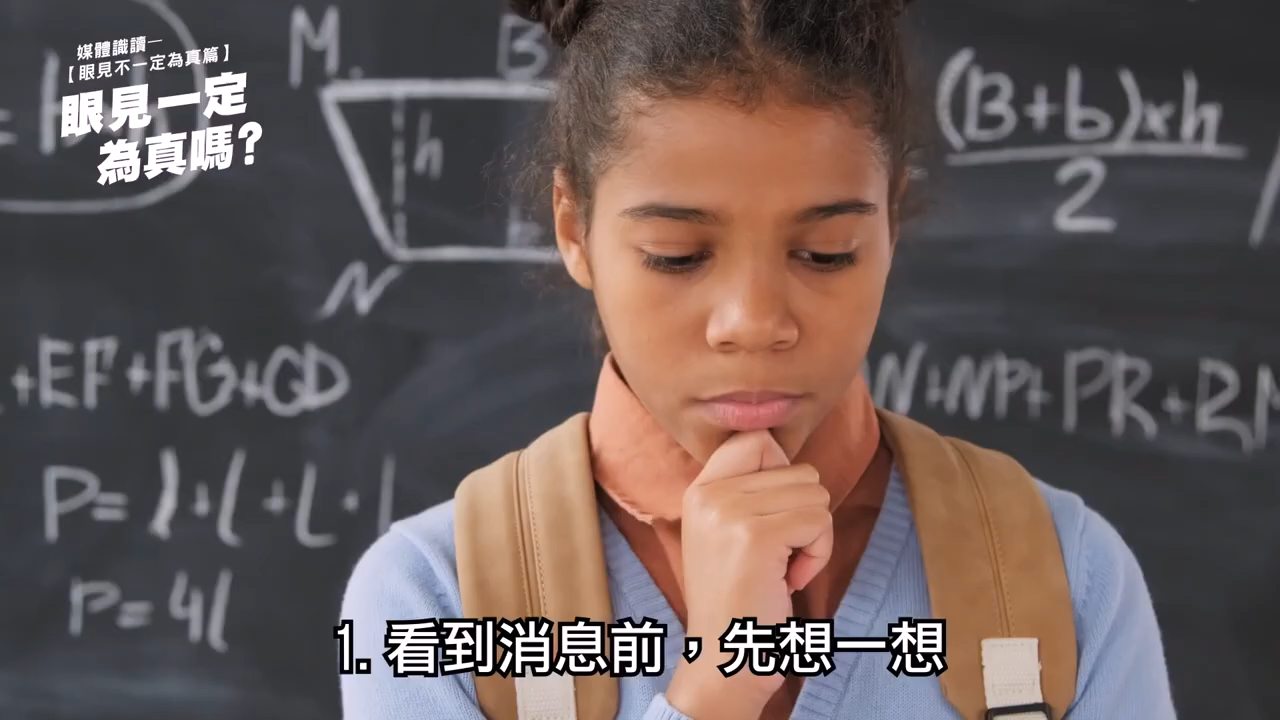 媒體識讀—
【眼見不一定為真篇】
眼見一定
為真嗎?
M.
B
h
(B+b)×h
2
N
+EF+FG+GD
N+NP+PR+RM
P= l+l+l+l
P=4l
1. 看到消息前，先想一想